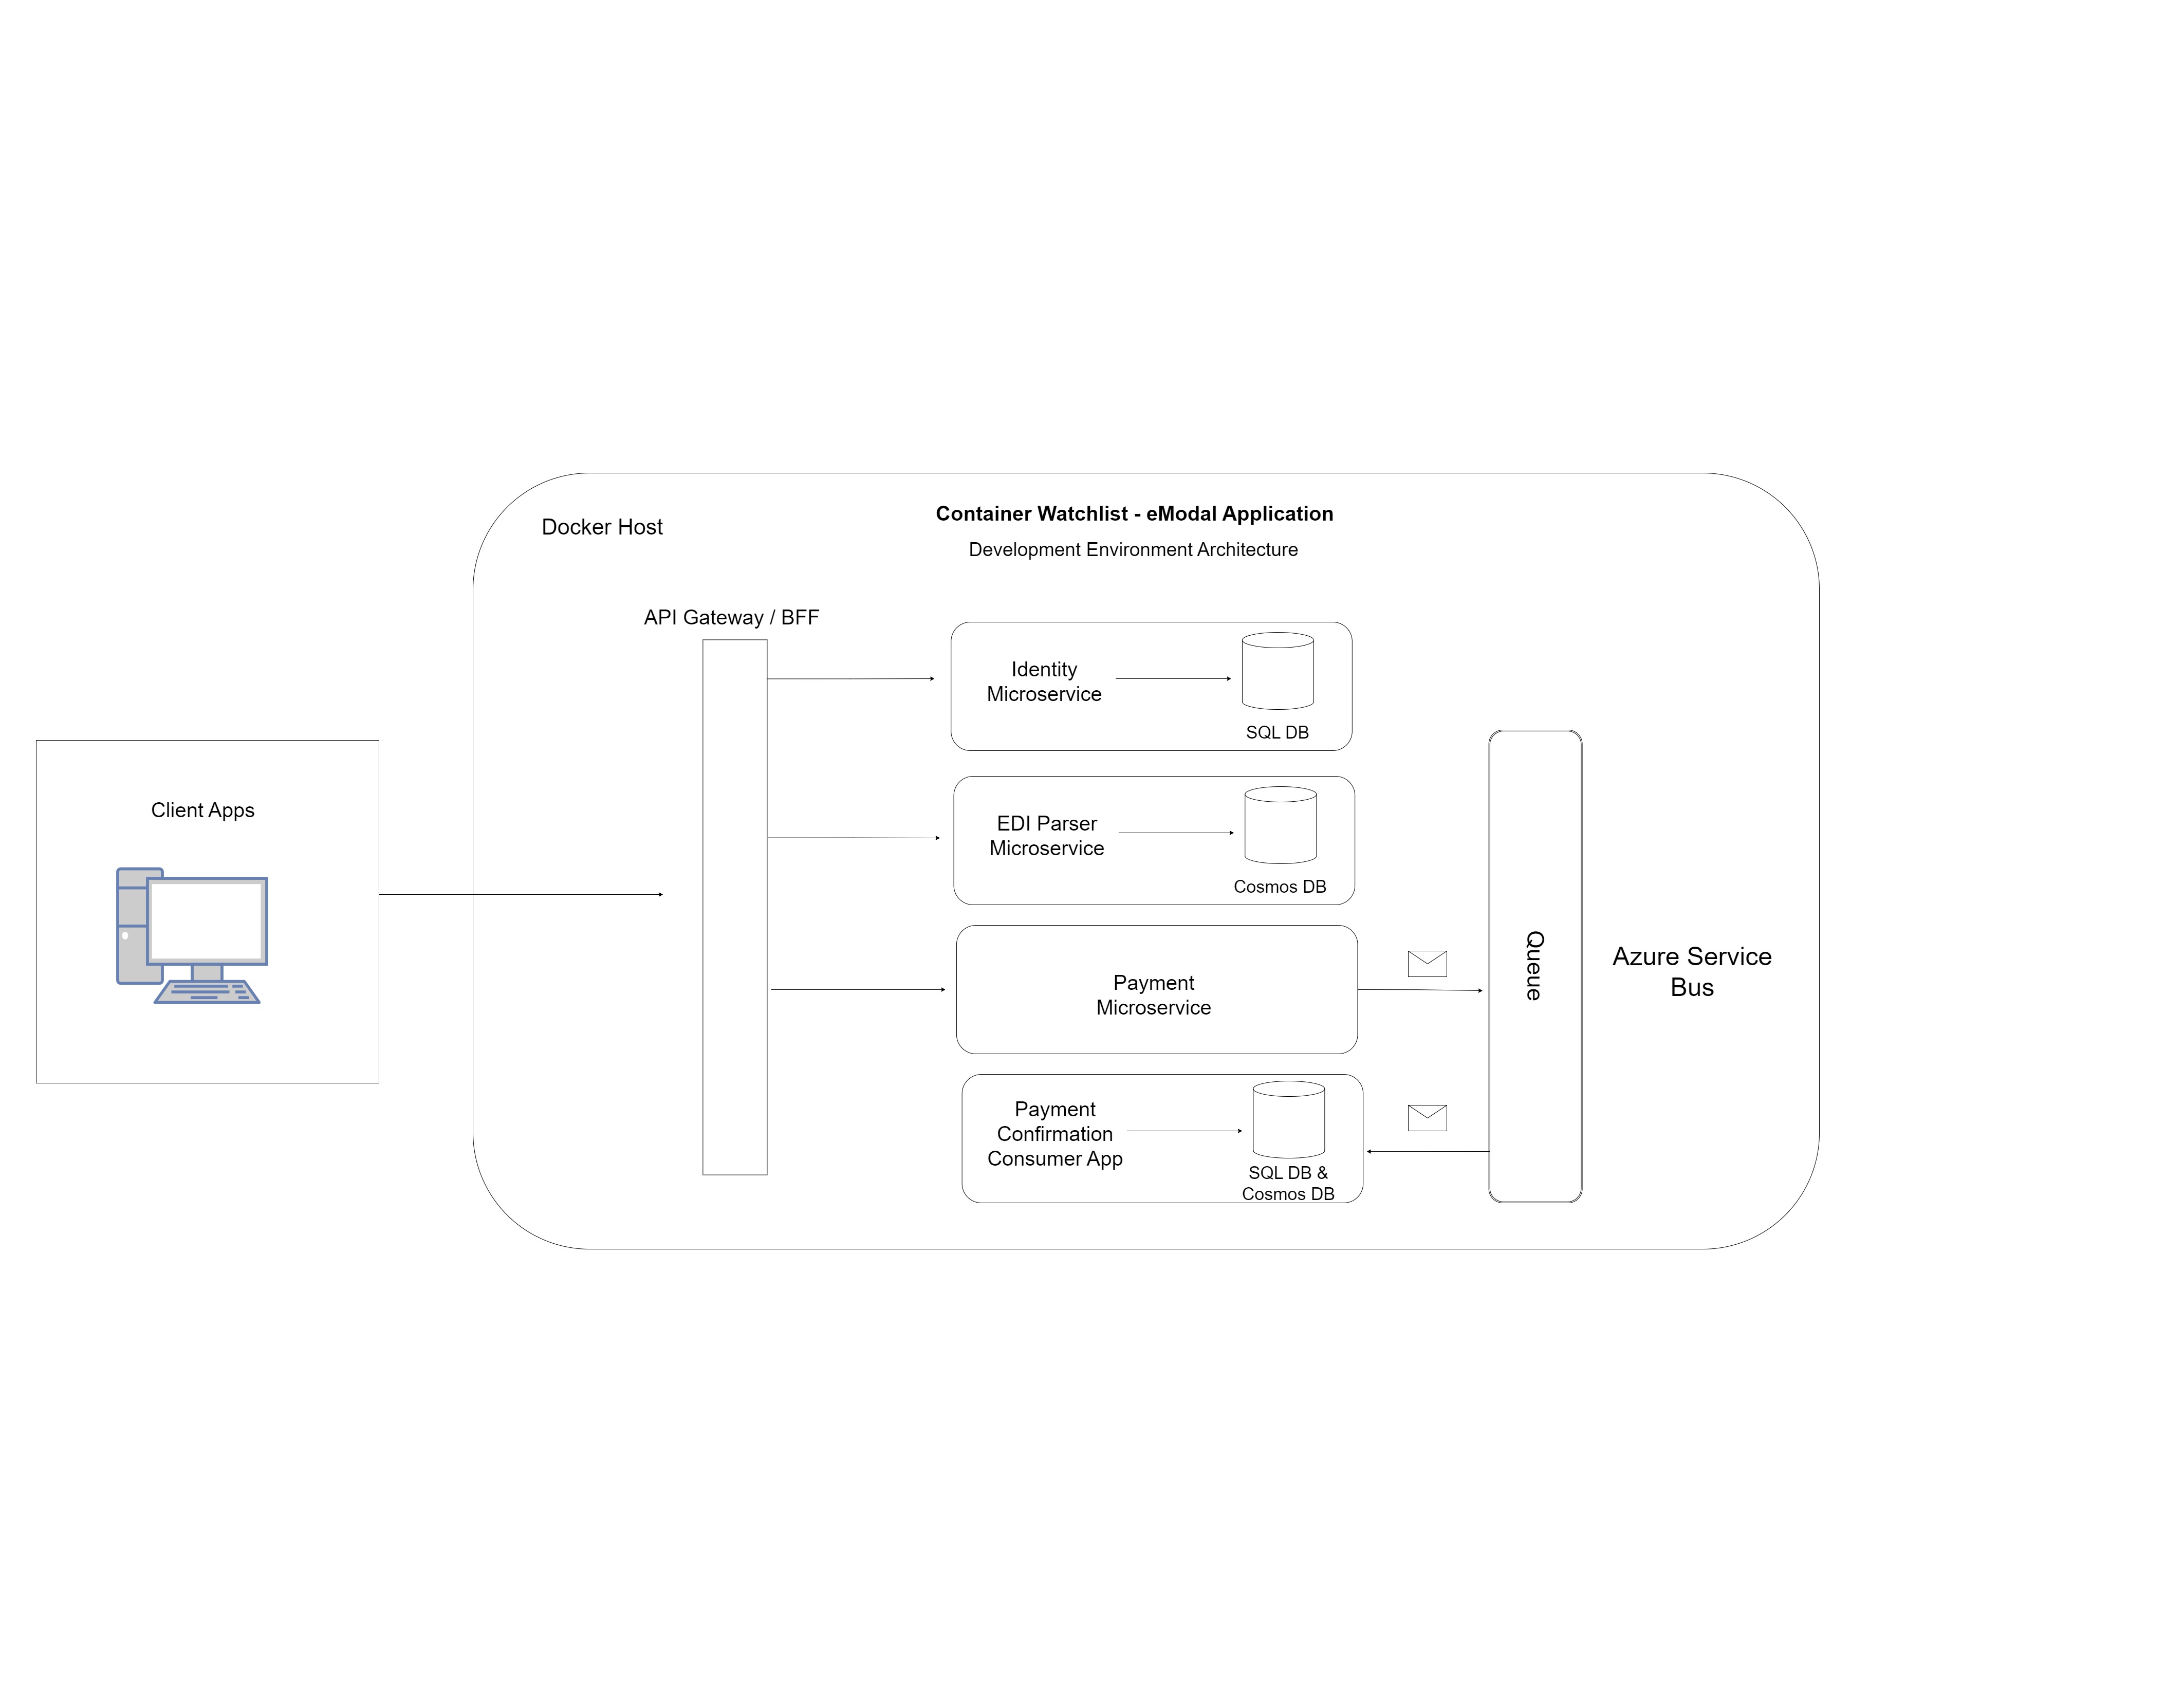 Container Watchlist - eModal Application
Docker Host
Development Environment Architecture
API Gateway / BFF
Identity
Microservice
SQL DB
Client Apps
EDI Parser
Microservice
Cosmos DB
Queue
Azure Service
Bus
Payment
Microservice
Payment
Confirmation
Consumer App
SQL DB &
Cosmos DB